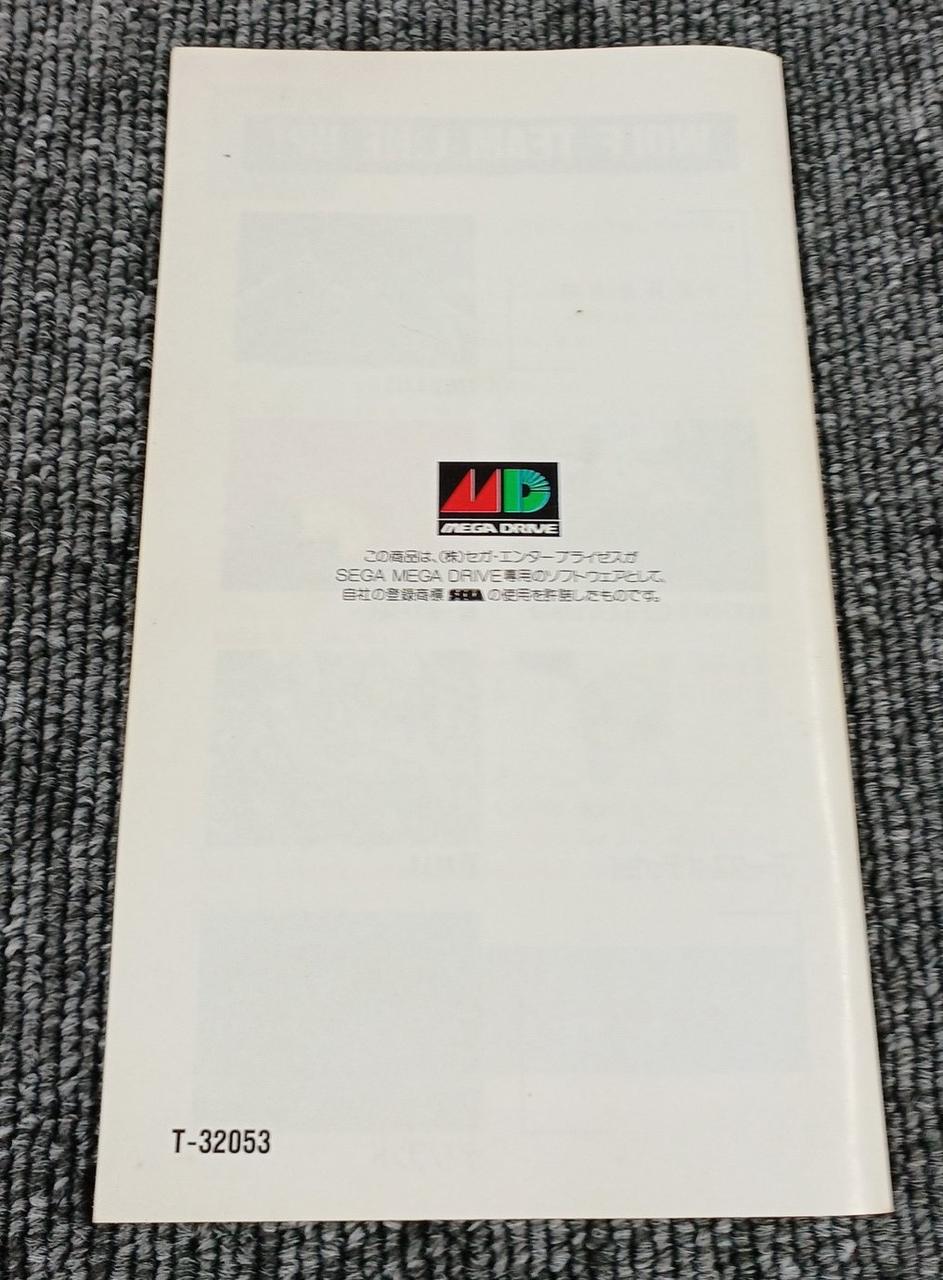 MEGA DRIVE
この商品は、(株)セガ・エンタープライゼスが
SEGA MEGA DRIVE専用のソフトウエアとして、
自社の登録商標 SEGA の使用を許諾したものです。
T-32053